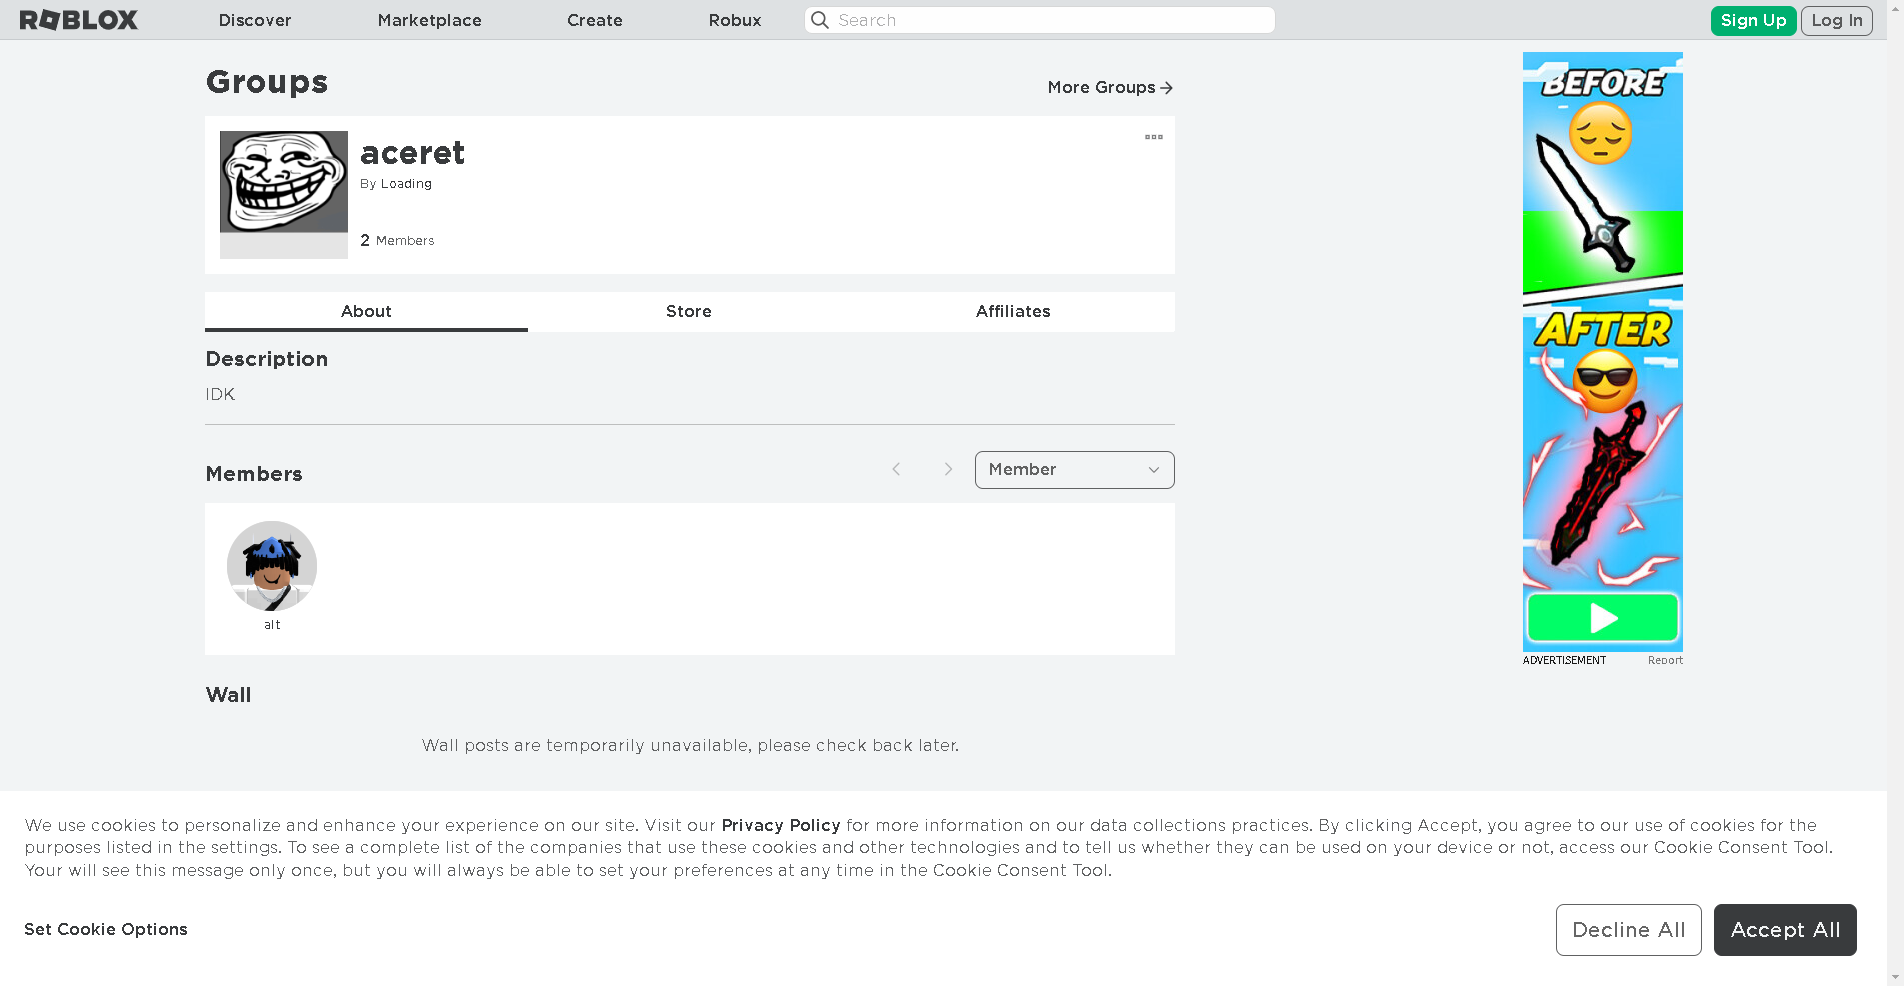 ROBLOX
Discover
Marketplace
Create
Robux
Search
Sign Up
Log In
Groups
More Groups
aceret
By Loading
2 Members
About
Store
Affiliates
Description
IDK
Members
Member
alt
Wall
Wall posts are temporarily unavailable, please check back later.
BEFORE
AFTER
ADVERTISEMENT
Report
We use cookies to personalize and enhance your experience on our site. Visit our Privacy Policy for more information on our data collections practices. By clicking Accept, you agree to our use of cookies for the
purposes listed in the settings. To see a complete list of the companies that use these cookies and other technologies and to tell us whether they can be used on your device or not, access our Cookie Consent Tool.
Your will see this message only once, but you will always be able to set your preferences at any time in the Cookie Consent Tool.
Set Cookie Options
Decline All
Accept All